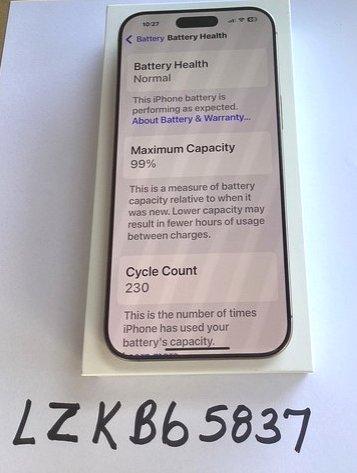 10:27
Battery Battery Health
Battery Health
Normal
This iPhone battery is
performing as expected.
About Battery & Warranty...
Maximum Capacity
99%
This is a measure of battery
capacity relative to when it
was new. Lower capacity may
result in fewer hours of usage
between charges.
Cycle Count
230
This is the number of times
iPhone has used your
battery's capacity.
LZKB65837